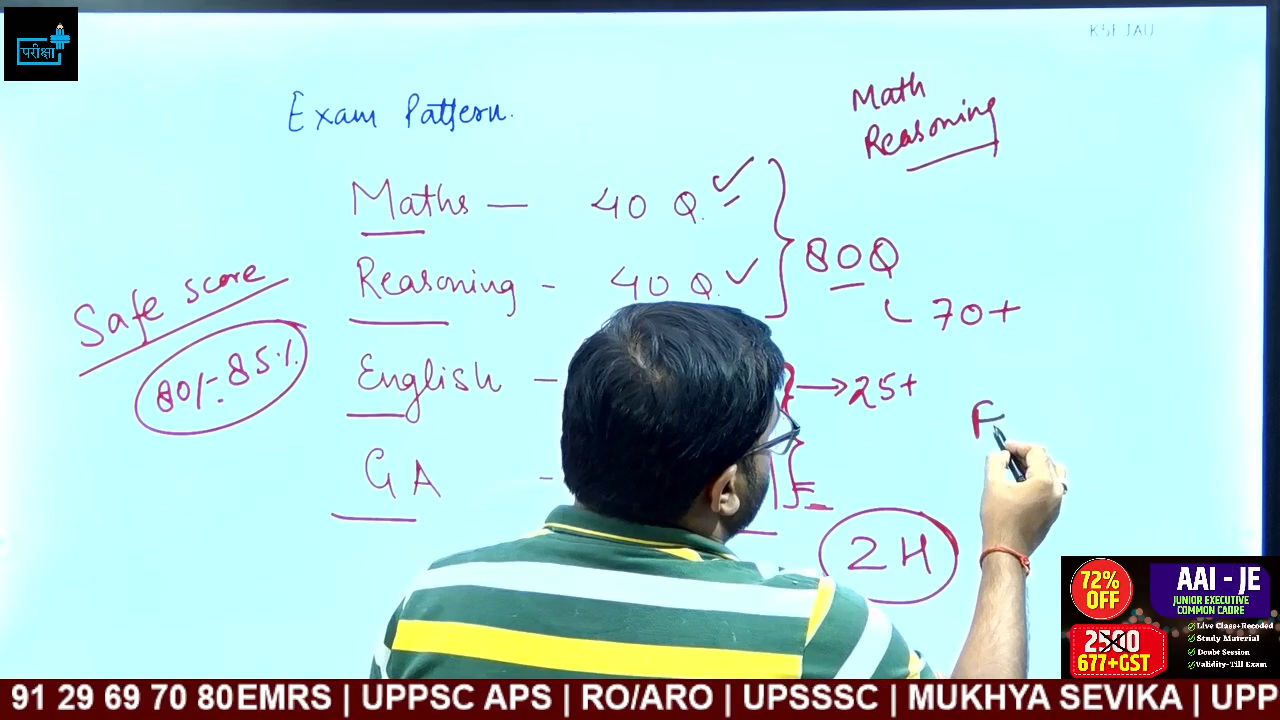 परीक्षा
Exam Pattern.
Math
Reasoning
Maths — 40 Q.
Reasoning - 40 Q.
80Q
70+
Safe score
80%-85%
English —
25+
GA -
2 H
F
72%
OFF
AAI - JE
JUNIOR EXECUTIVE
COMMON CADRE
2500
677+GST
Live Class+Recoded
Study Material
Doubt Session
Validity-Till Exam
91 29 69 70 80EMRS | UPPSC APS | RO/ARO | UPSSSC | MUKHYA SEVIKA | UPP